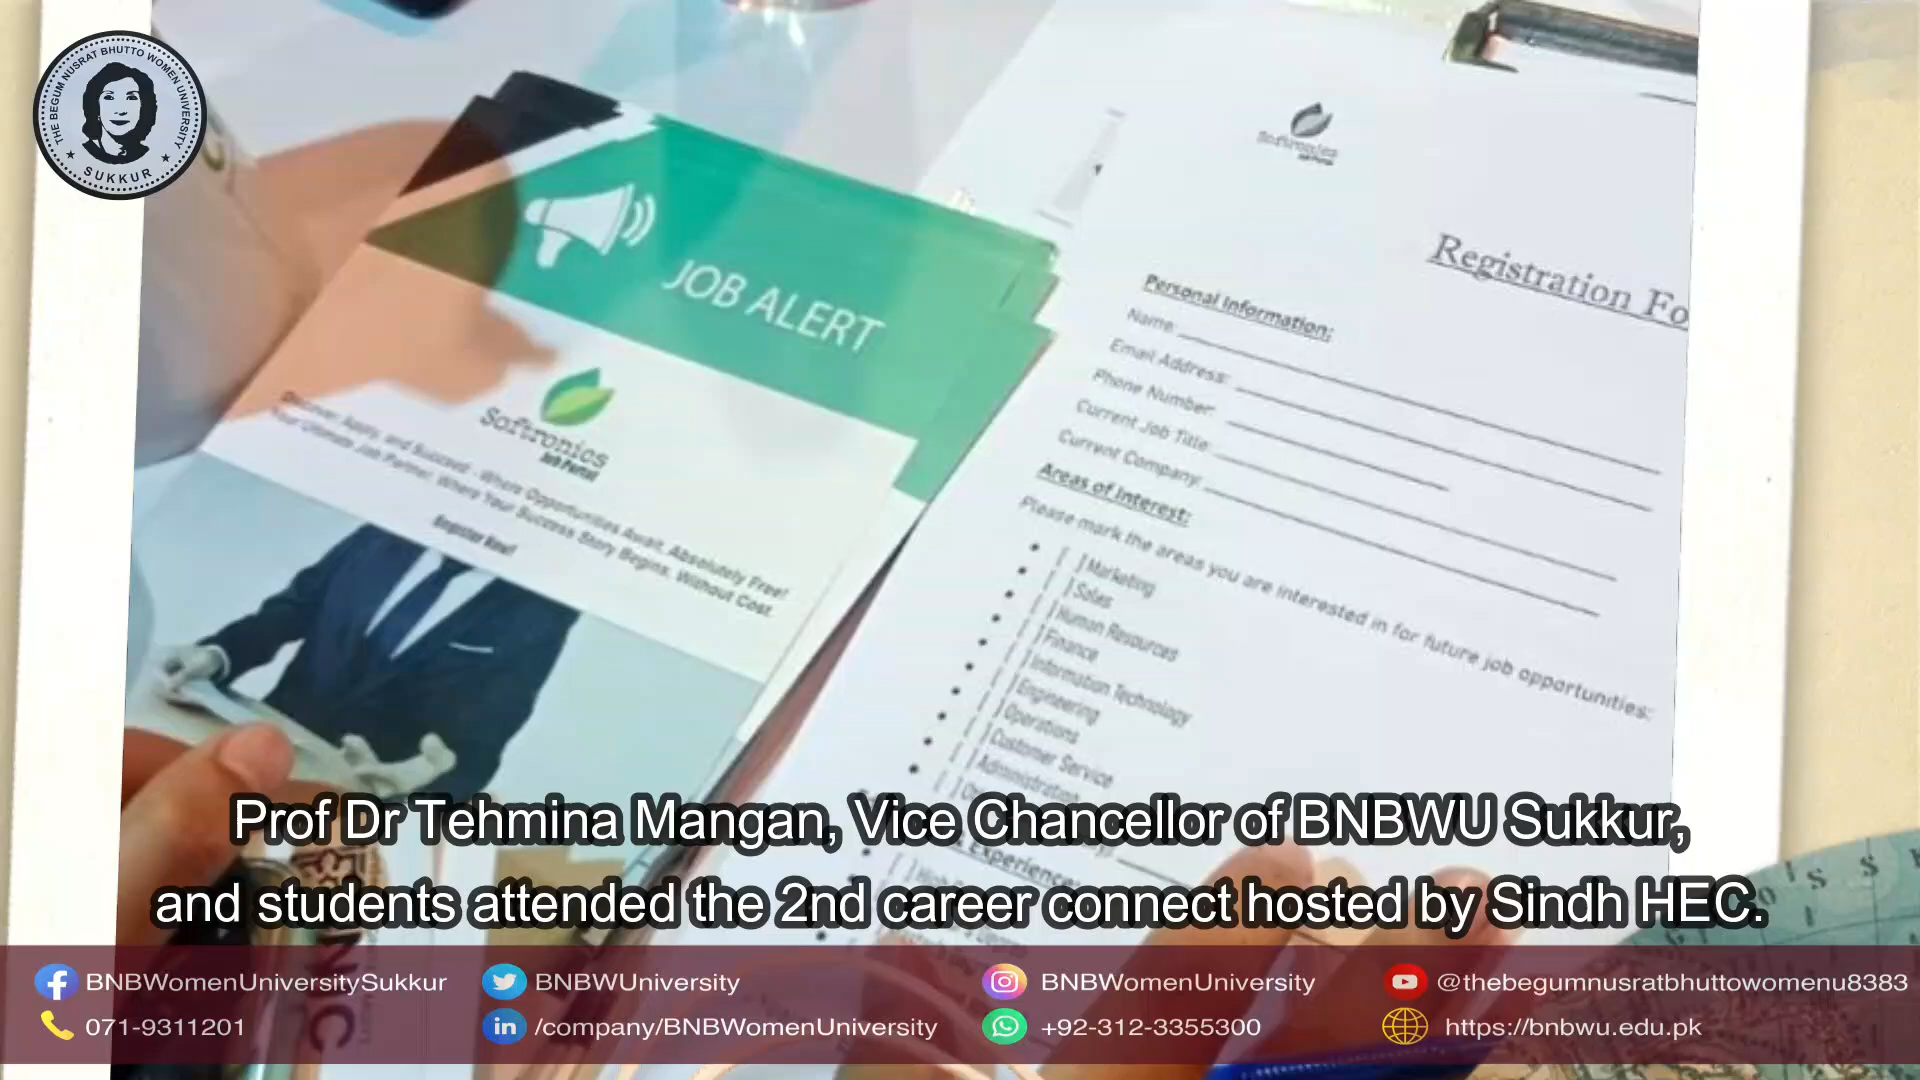 THE BEGUM NUSRAT BHUTTO WOMEN UNIVERSITY
SUKKUR
JOB ALERT
Softronics
Job Portal
Discover, Apply, and Succeed - Where Opportunities Await, Absolutely Free!
Your Ultimate Job Partner: Where Your Success Story Begins, Without Cost.
Register Now!
Softronics
Job Portal
Registration Fo
Personal Information:
Name:
Email Address:
Phone Number:
Current Job Title:
Current Company:
Areas of Interest:
Please mark the areas you are interested in for future job opportunities:
[ ] Marketing
[ ] Sales
[ ] Human Resources
[ ] Finance
[ ] Information Technology
[ ] Engineering
[ ] Operations
[ ] Customer Service
[ ] Administration
& Experience:
Prof Dr Tehmina Mangan, Vice Chancellor of BNBWU Sukkur,
and students attended the 2nd career connect hosted by Sindh HEC.
BNBWomenUniversitySukkur
BNBWUniversity
BNBWomenUniversity
@thebegumnusratbhuttowomenu8383
071-9311201
/company/BNBWomenUniversity
+92-312-3355300
https://bnbwu.edu.pk